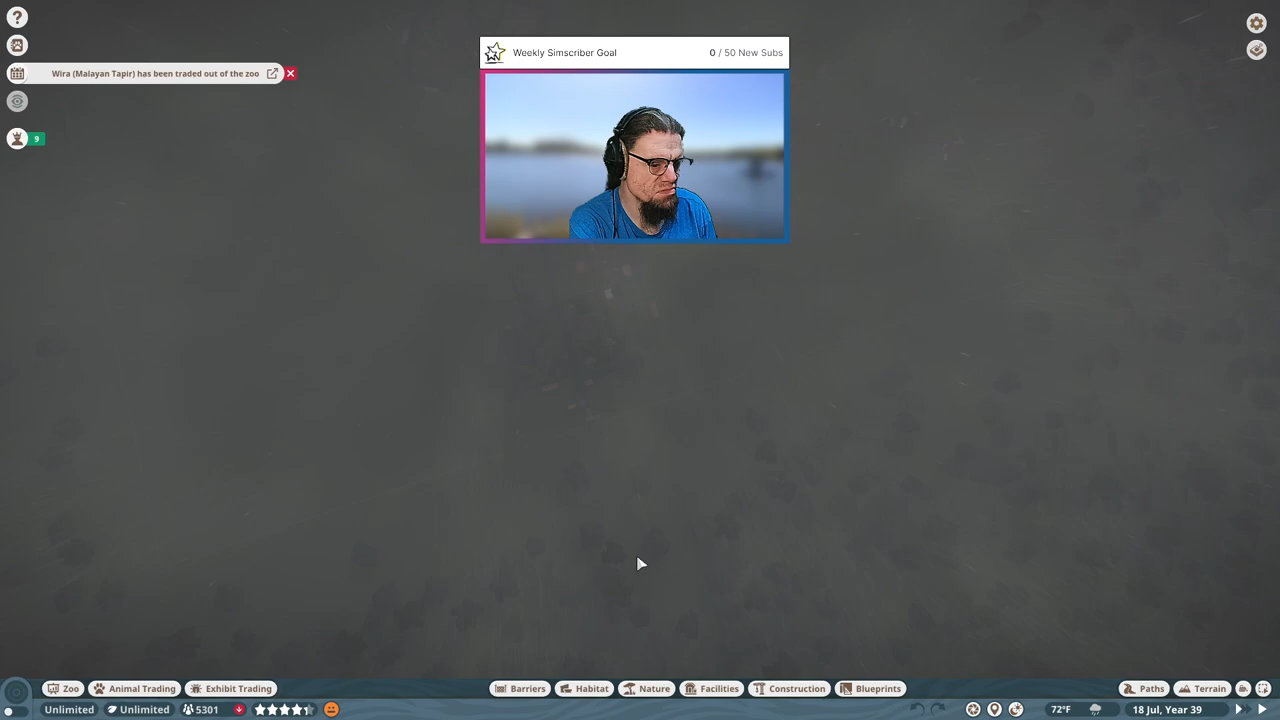 ?
Weekly Simscriber Goal 0 / 50 New Subs
Wira (Malayan Tapir) has been traded out of the zoo
9
Zoo Animal Trading Exhibit Trading Barriers Habitat Nature Facilities Construction Blueprints Paths Terrain
Unlimited Unlimited 5301 72°F 18 Jul, Year 39